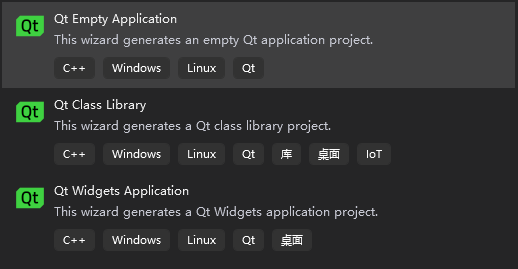 Qt Qt Empty Application
This wizard generates an empty Qt application project.
C++ Windows Linux Qt
Qt Qt Class Library
This wizard generates a Qt class library project.
C++ Windows Linux Qt 库 桌面 IoT
Qt Qt Widgets Application
This wizard generates a Qt Widgets application project.
C++ Windows Linux Qt 桌面